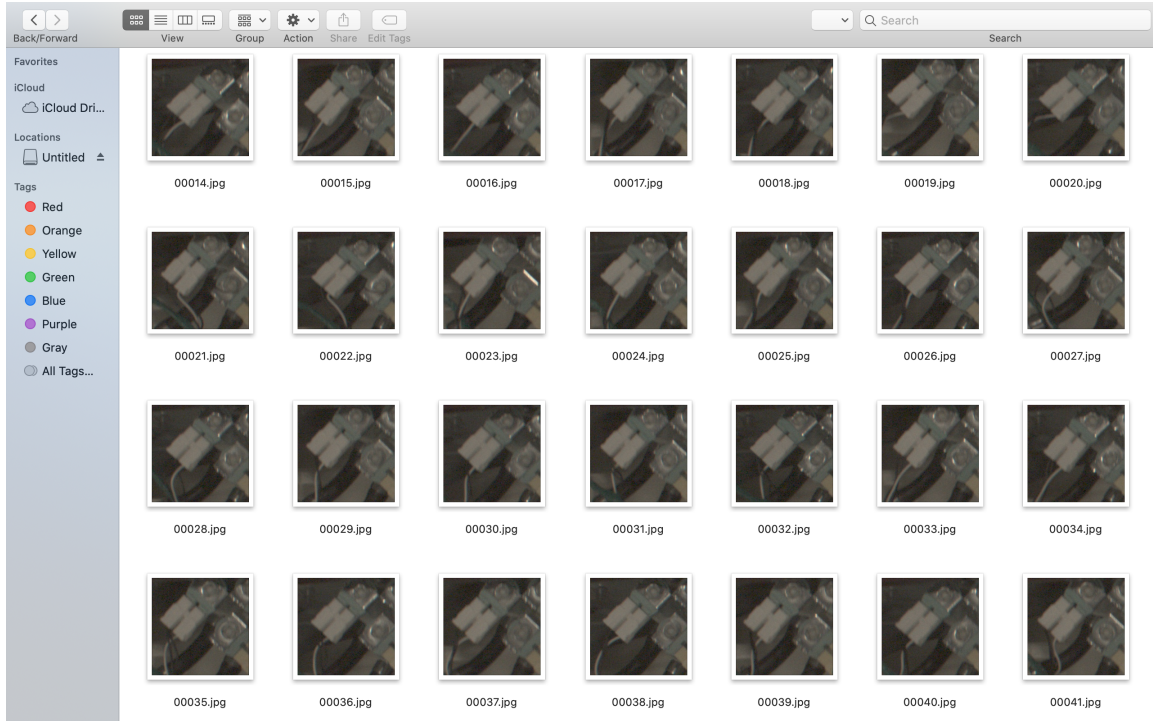 Back/Forward
View
Group
Action
Share
Edit Tags
Search
Search
Favorites
iCloud
iCloud Dri...
Locations
Untitled
Tags
Red
Orange
Yellow
Green
Blue
Purple
Gray
All Tags...
00014.jpg 00015.jpg 00016.jpg 00017.jpg 00018.jpg 00019.jpg 00020.jpg
00021.jpg 00022.jpg 00023.jpg 00024.jpg 00025.jpg 00026.jpg 00027.jpg
00028.jpg 00029.jpg 00030.jpg 00031.jpg 00032.jpg 00033.jpg 00034.jpg
00035.jpg 00036.jpg 00037.jpg 00038.jpg 00039.jpg 00040.jpg 00041.jpg